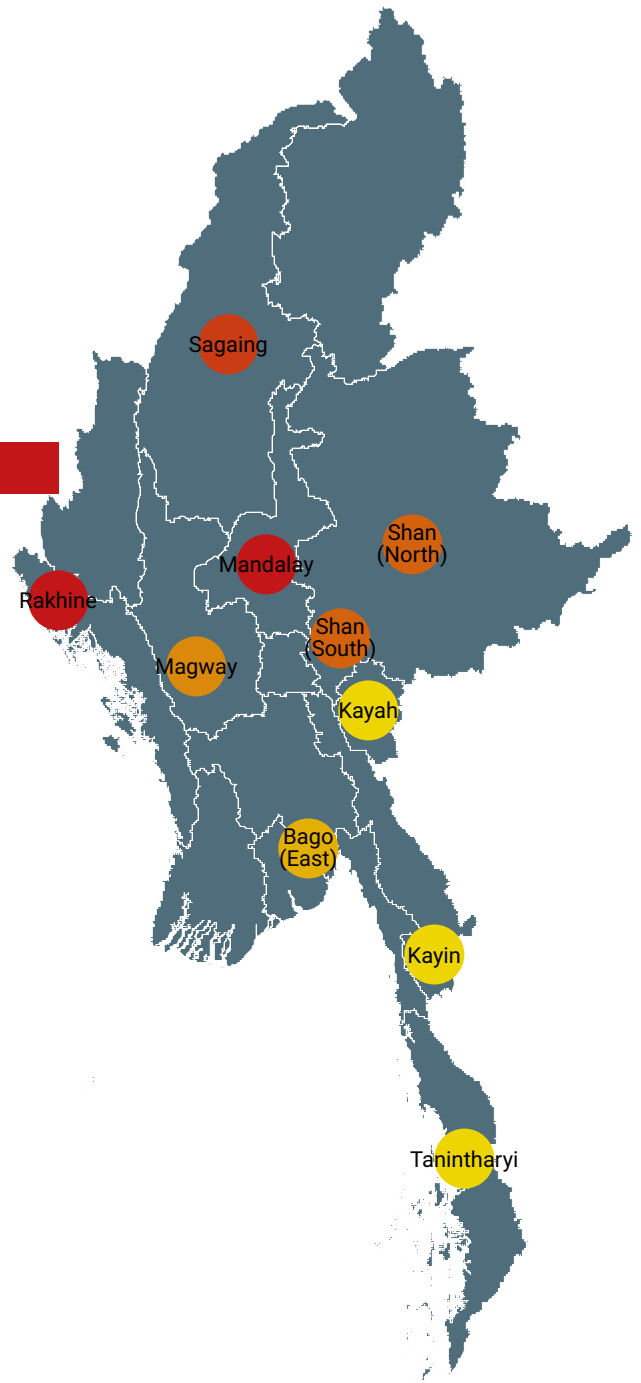 Sagaing
Shan
(North)
Mandalay
Rakhine
Shan
(South)
Magway
Kayah
Bago
(East)
Kayin
Tanintharyi